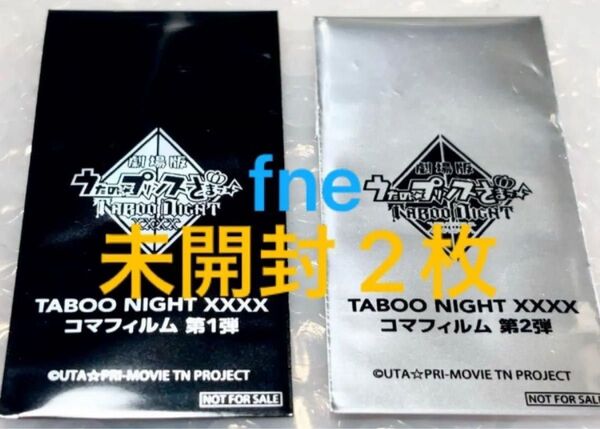 劇場版
うたの☆プリンスさまっ♪
TABOO NIGHT
XXXX
TABOO NIGHT XXXX
コマフィルム 第1弾
©UTA☆PRI-MOVIE TN PROJECT
NOT FOR SALE
劇場版
うたの☆プリンスさまっ♪
TABOO NIGHT
XXXX
TABOO NIGHT XXXX
コマフィルム 第2弾
©UTA☆PRI-MOVIE TN PROJECT
NOT FOR SALE
fne
未開封2枚